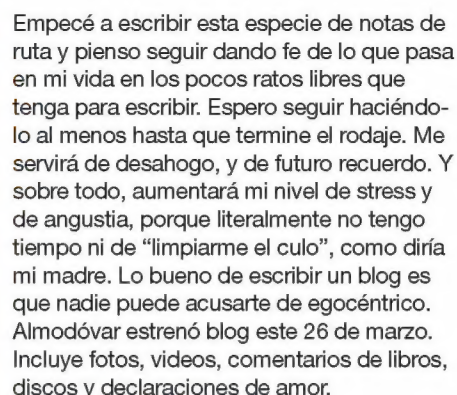 Empecé a escribir esta especie de notas de
ruta y pienso seguir dando fe de lo que pasa
en mi vida en los pocos ratos libres que
tenga para escribir. Espero seguir haciéndo-
lo al menos hasta que termine el rodaje. Me
servirá de desahogo, y de futuro recuerdo. Y
sobre todo, aumentará mi nivel de stress y
de angustia, porque literalmente no tengo
tiempo ni de “limpiarme el culo”, como diría
mi madre. Lo bueno de escribir un blog es
que nadie puede acusarte de egocéntrico.
Almodóvar estrenó blog este 26 de marzo.
Incluye fotos, videos, comentarios de libros,
discos y declaraciones de amor.